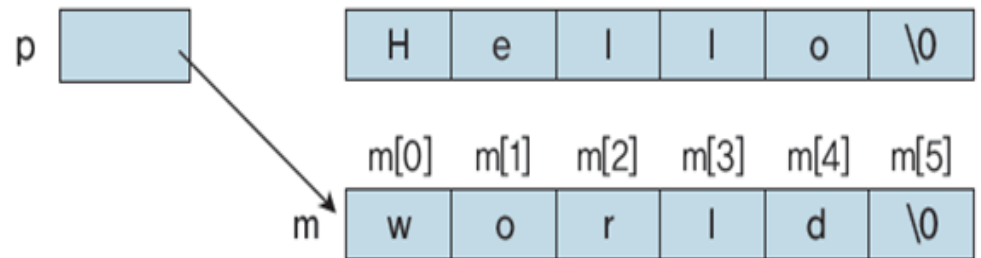 p H e l l o \0
m[0] m[1] m[2] m[3] m[4] m[5]
m w o r l d \0